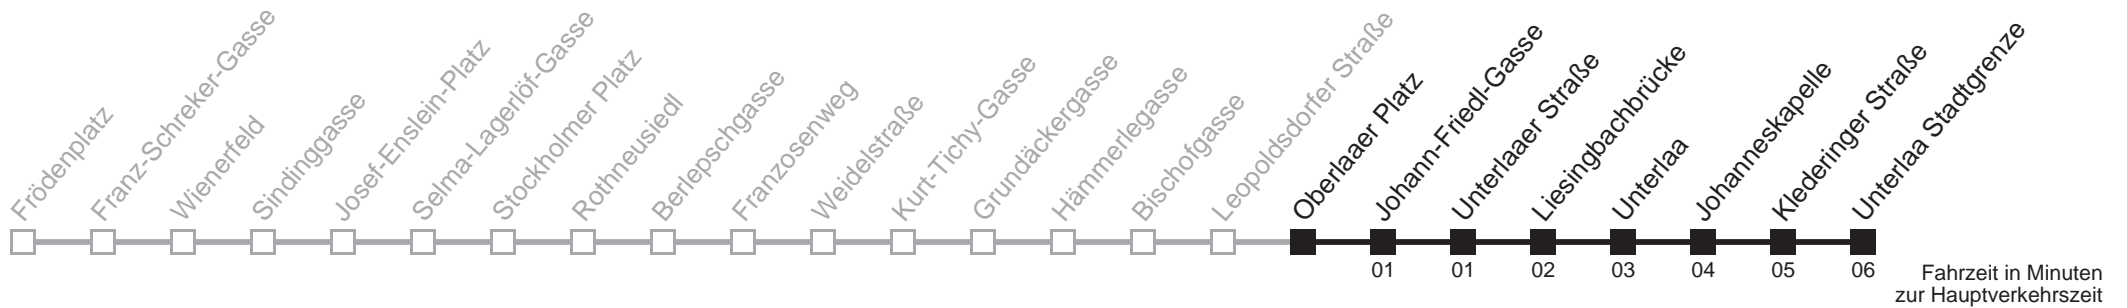 Frödenplatz
Franz-Schreker-Gasse
Wienerfeld
Sindinggasse
Josef-Enslein-Platz
Selma-Lagerlöf-Gasse
Stockholmer Platz
Rothneusiedl
Berlepschgasse
Franzosenweg
Weidelstraße
Kurt-Tichy-Gasse
Grundäckergasse
Hämmerlegasse
Bischofgasse
Leopoldsdorfer Straße
Oberlaaer Platz
Johann-Friedl-Gasse
Unterlaaer Straße
Liesingbachbrücke
Unterlaa
Johanneskapelle
Klederinger Straße
Unterlaa Stadtgrenze
01 01 02 03 04 05 06
Fahrzeit in Minuten
zur Hauptverkehrszeit